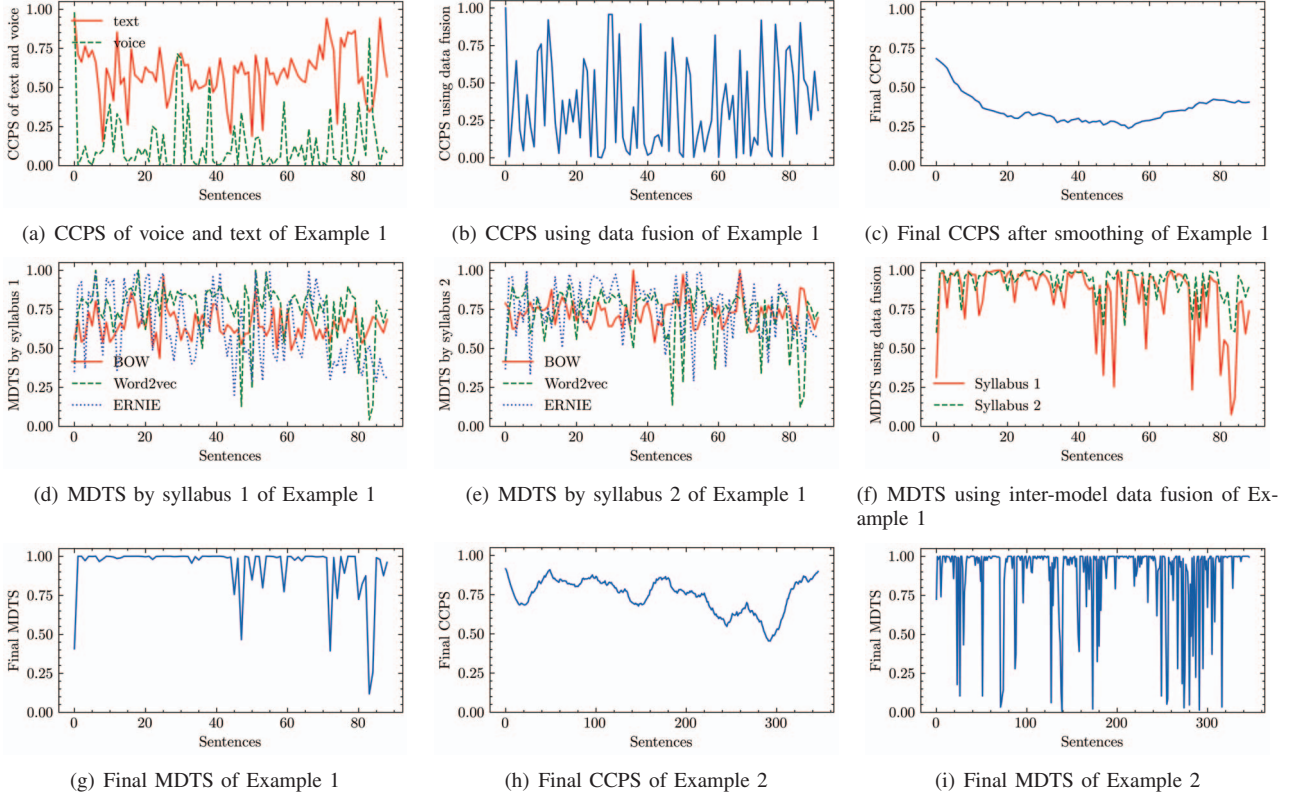 1.00
0.75
0.50
0.25
0.00
CCPS of text and voice
text
voice
0 20 40 60 80
Sentences
(a) CCPS of voice and text of Example 1
1.00
0.75
0.50
0.25
0.00
CCPS using data fusion
0 20 40 60 80
Sentences
(b) CCPS using data fusion of Example 1
1.00
0.75
0.50
0.25
0.00
Final CCPS
0 20 40 60 80
Sentences
(c) Final CCPS after smoothing of Example 1
1.00
0.75
0.50
0.25
0.00
MDTS by syllabus 1
BOW
Word2vec
ERNIE
0 20 40 60 80
Sentences
(d) MDTS by syllabus 1 of Example 1
1.00
0.75
0.50
0.25
0.00
MDTS by syllabus 2
BOW
Word2vec
ERNIE
0 20 40 60 80
Sentences
(e) MDTS by syllabus 2 of Example 1
1.00
0.75
0.50
0.25
0.00
MDTS using data fusion
Syllabus 1
Syllabus 2
0 20 40 60 80
Sentences
(f) MDTS using inter-model data fusion of Ex-
ample 1
1.00
0.75
0.50
0.25
0.00
Final MDTS
0 20 40 60 80
Sentences
(g) Final MDTS of Example 1
1.00
0.75
0.50
0.25
0.00
Final CCPS
0 100 200 300
Sentences
(h) Final CCPS of Example 2
1.00
0.75
0.50
0.25
0.00
Final MDTS
0 100 200 300
Sentences
(i) Final MDTS of Example 2